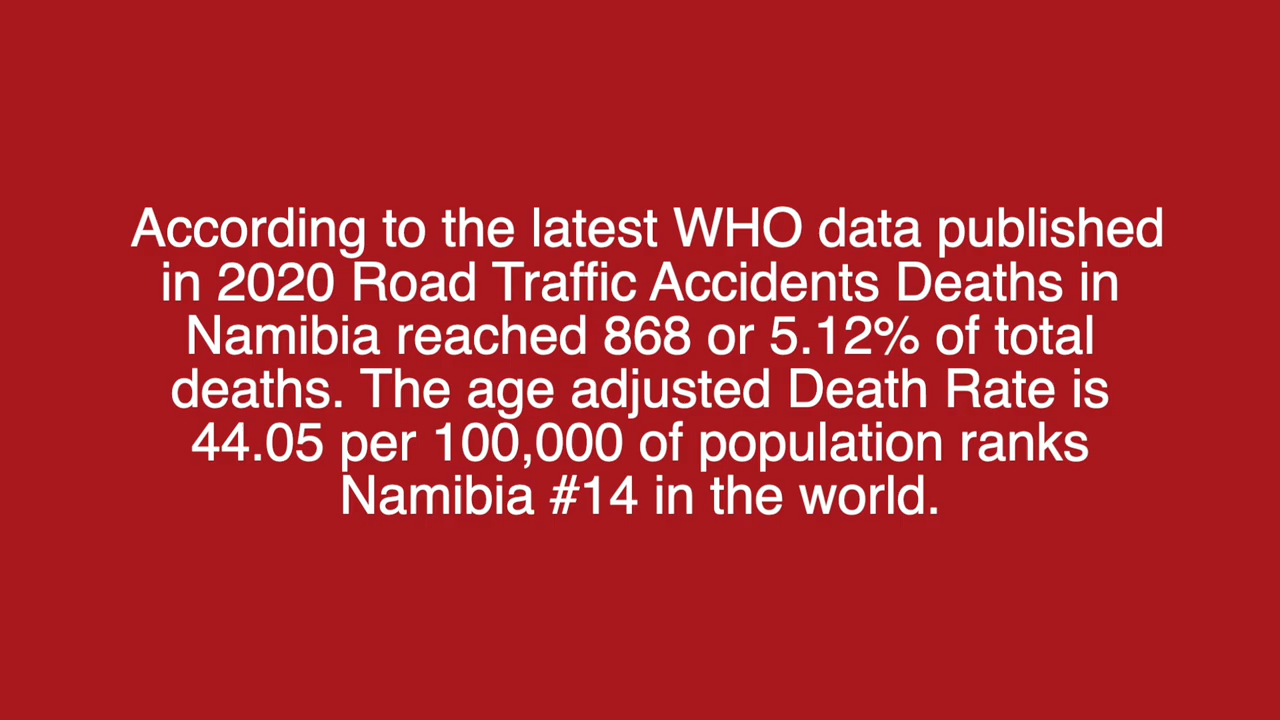 According to the latest WHO data published
in 2020 Road Traffic Accidents Deaths in
Namibia reached 868 or 5.12% of total
deaths. The age adjusted Death Rate is
44.05 per 100,000 of population ranks
Namibia #14 in the world.